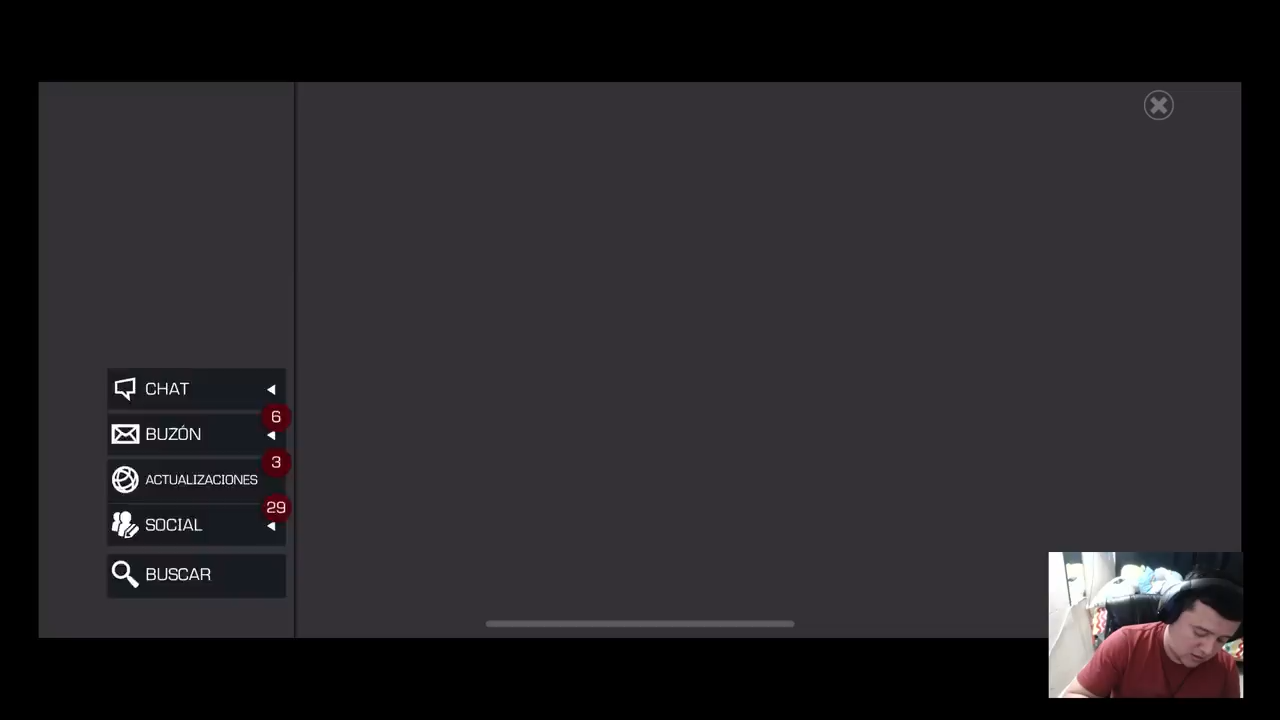 CHAT
6
BUZÓN
3
ACTUALIZACIONES
29
SOCIAL
BUSCAR